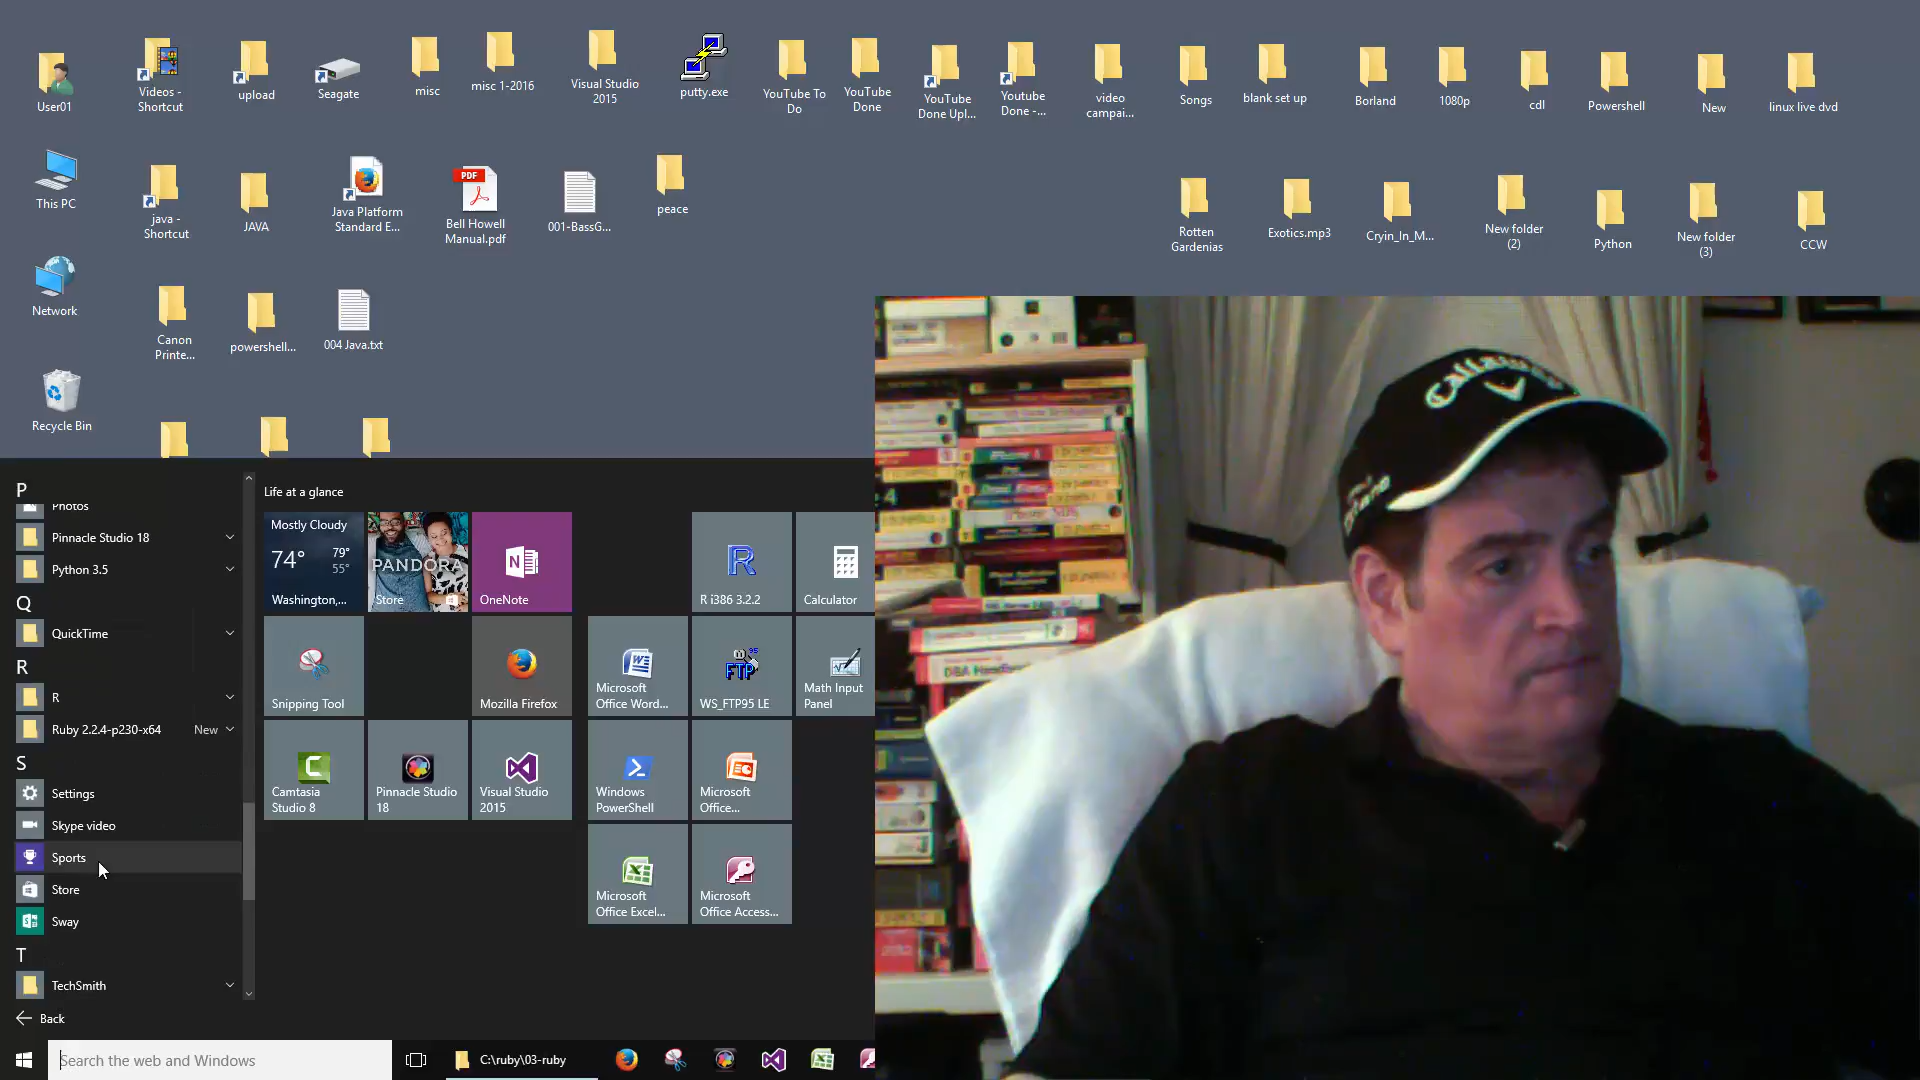 User01
Videos -
Shortcut
upload
Seagate
misc
misc 1-2016
Visual Studio
2015
putty.exe
YouTube To
Do
YouTube
Done
YouTube
Done Upl...
Youtube
Done -...
video
campai...
Songs
blank set up
Borland
1080p
cdl
Powershell
New
linux live dvd
This PC
java -
Shortcut
JAVA
Java Platform
Standard E...
PDF
Bell Howell
Manual.pdf
001-BassG...
peace
Rotten
Gardenias
Exotics.mp3
Cryin_In_M...
New folder
(2)
Python
New folder
(3)
CCW
Network
Canon
Printe...
powershell...
004 Java.txt
Recycle Bin
P
Photos
Pinnacle Studio 18
Python 3.5
Q
QuickTime
R
R
Ruby 2.2.4-p230-x64
New
S
Settings
Skype video
Sports
Store
Sway
T
TechSmith
Back
Life at a glance
Mostly Cloudy
74°
79°
55°
Washington,...
PANDORA
Store
OneNote
R i386 3.2.2
Calculator
Snipping Tool
Mozilla Firefox
Microsoft
Office Word...
95
FTP
WS_FTP95 LE
Math Input
Panel
Camtasia
Studio 8
Pinnacle Studio
18
Visual Studio
2015
Windows
PowerShell
Microsoft
Office...
Microsoft
Office Excel...
Microsoft
Office Access...
Search the web and Windows
C:\ruby\03-ruby
Callaway